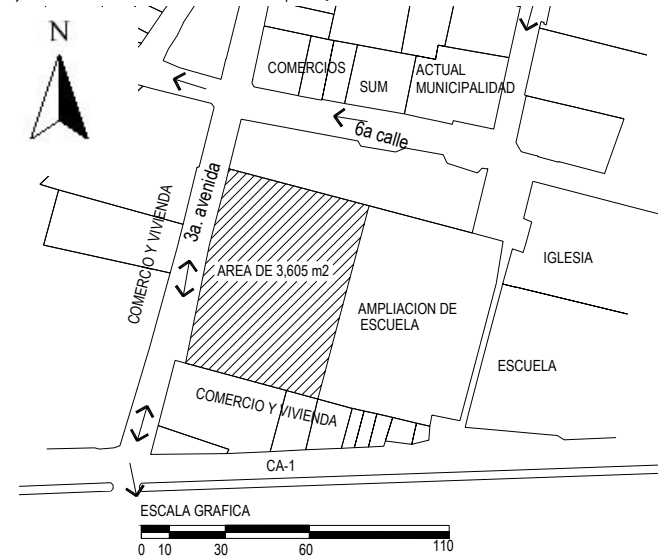 N
COMERCIOS
SUM
ACTUAL
MUNICIPALIDAD
6a calle
COMERCIO Y VIVIENDA
3a. avenida
AREA DE 3,605 m2
AMPLIACION DE
ESCUELA
IGLESIA
ESCUELA
COMERCIO Y VIVIENDA
CA-1
ESCALA GRAFICA
0 10 30 60 110